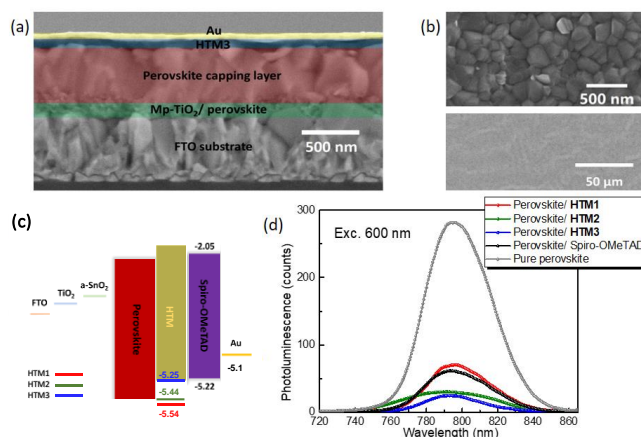 (a)
Au
HTM3
Perovskite capping layer
Mp-TiO₂/ perovskite
500 nm
FTO substrate
(b)
500 nm
50 µm
(c)
-2.05
FTO
TiO₂
a-SnO₂
Perovskite
HTM
Spiro-OMeTAD
Au
-5.1
HTM1
HTM2
HTM3
-5.25
-5.22
-5.44
-5.54
(d)
Exc. 600 nm
Perovskite/ HTM1
Perovskite/ HTM2
Perovskite/ HTM3
Perovskite/ Spiro-OMeTAD
Pure perovskite
Photoluminescence (counts)
300
200
100
0
720 740 760 780 800 820 840 860
Wavelength (nm)